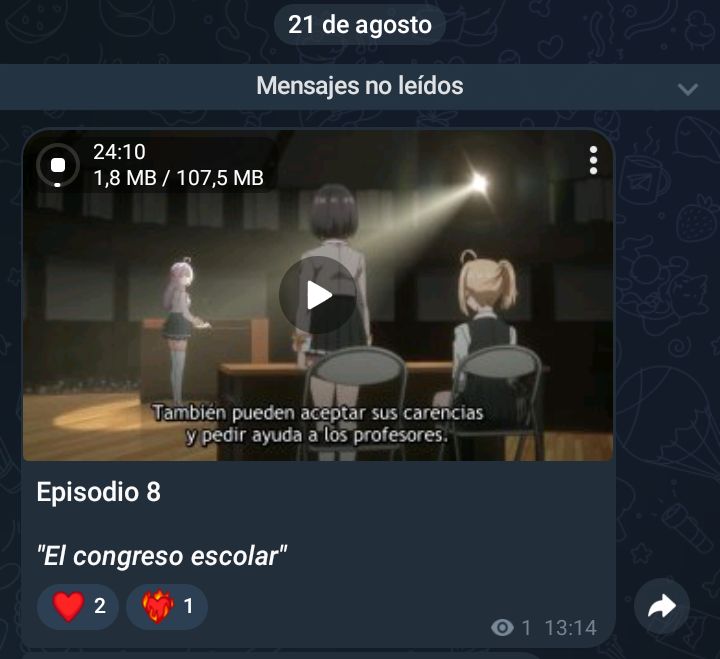 21 de agosto
Mensajes no leídos
24:10
1,8 MB / 107,5 MB
También pueden aceptar sus carencias
y pedir ayuda a los profesores.
Episodio 8
"El congreso escolar"
2 1
1 13:14